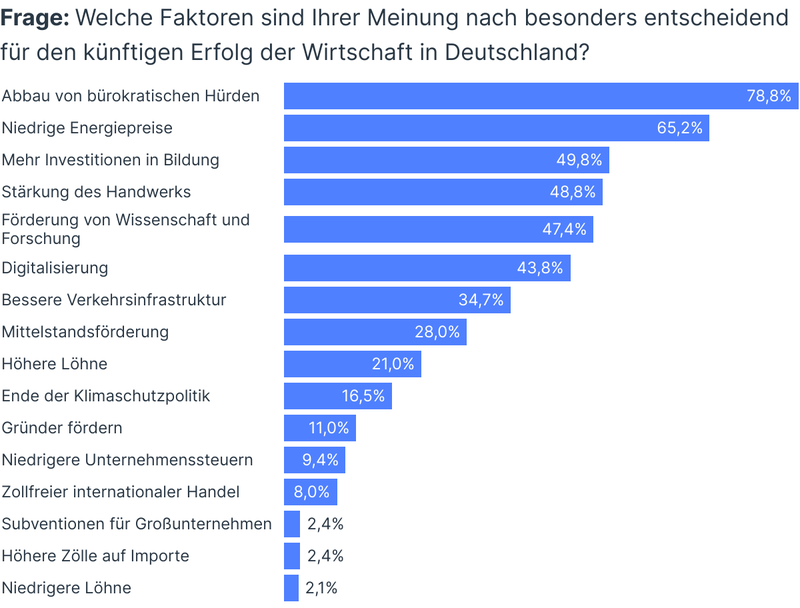 Frage: Welche Faktoren sind Ihrer Meinung nach besonders entscheidend
für den künftigen Erfolg der Wirtschaft in Deutschland?
Abbau von bürokratischen Hürden 78,8%
Niedrige Energiepreise 65,2%
Mehr Investitionen in Bildung 49,8%
Stärkung des Handwerks 48,8%
Förderung von Wissenschaft und
Forschung 47,4%
Digitalisierung 43,8%
Bessere Verkehrsinfrastruktur 34,7%
Mittelstandsförderung 28,0%
Höhere Löhne 21,0%
Ende der Klimaschutzpolitik 16,5%
Gründer fördern 11,0%
Niedrigere Unternehmenssteuern 9,4%
Zollfreier internationaler Handel 8,0%
Subventionen für Großunternehmen 2,4%
Höhere Zölle auf Importe 2,4%
Niedrigere Löhne 2,1%